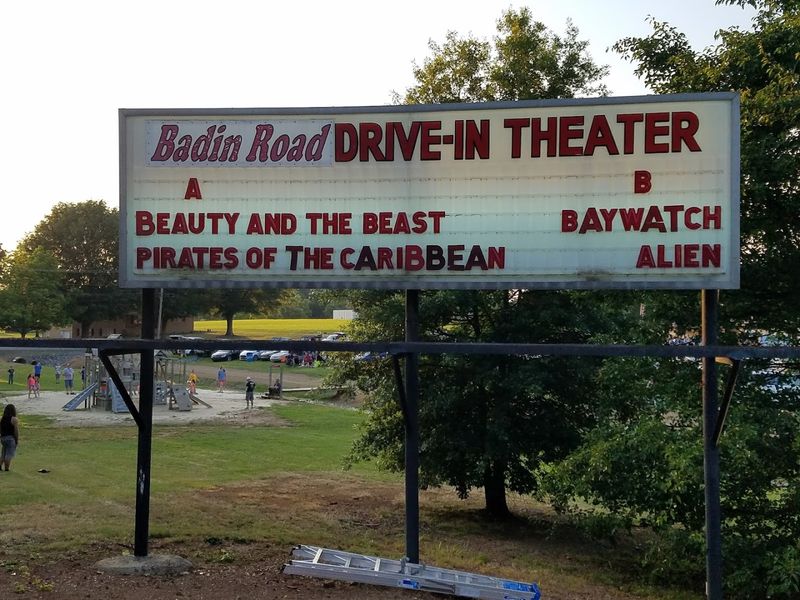 Badin Road DRIVE-IN THEATER
A B
BEAUTY AND THE BEAST BAYWATCH
PIRATES OF THE CARIBBEAN ALIEN